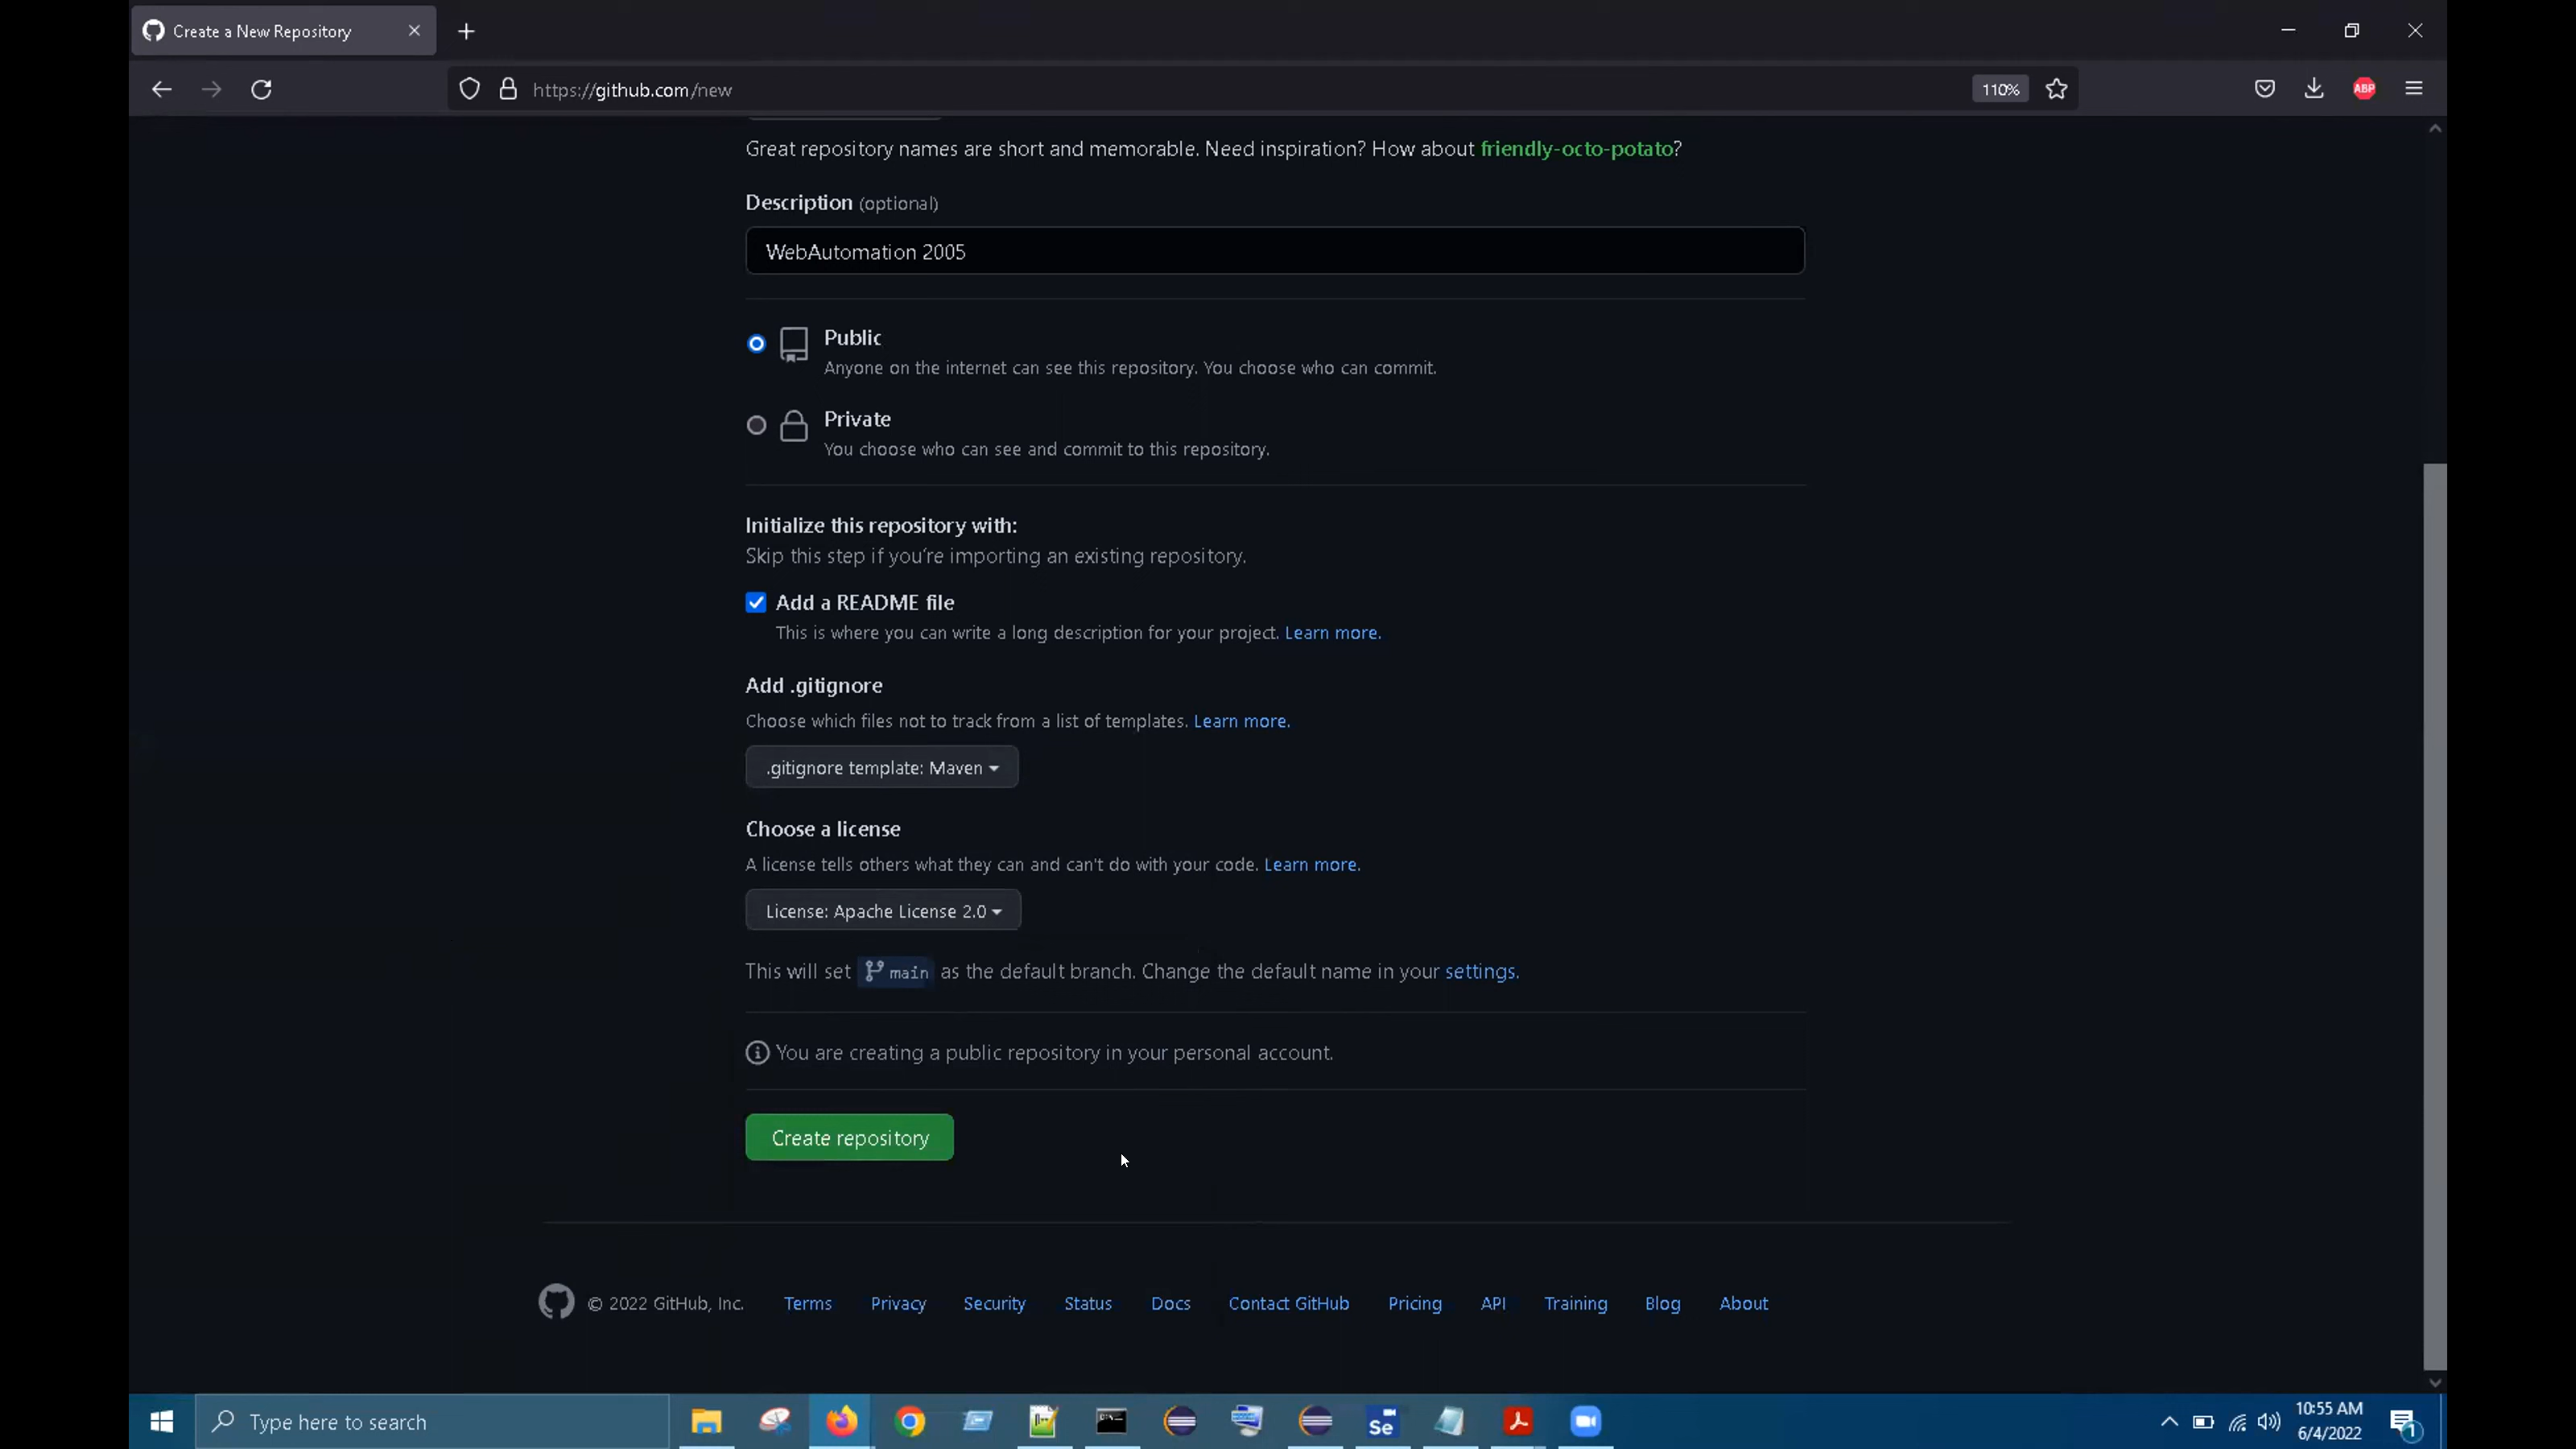 Create a New Repository
https://github.com/new
110%
ABP
Great repository names are short and memorable. Need inspiration? How about friendly-octo-potato?
Description (optional)
WebAutomation 2005
Public
Anyone on the internet can see this repository. You choose who can commit.
Private
You choose who can see and commit to this repository.
Initialize this repository with:
Skip this step if you're importing an existing repository.
Add a README file
This is where you can write a long description for your project. Learn more.
Add .gitignore
Choose which files not to track from a list of templates. Learn more.
.gitignore template: Maven
Choose a license
A license tells others what they can and can't do with your code. Learn more.
License: Apache License 2.0
This will set main as the default branch. Change the default name in your settings.
You are creating a public repository in your personal account.
Create repository
© 2022 GitHub, Inc. Terms Privacy Security Status Docs Contact GitHub Pricing API Training Blog About
Type here to search
Se
10:55 AM
6/4/2022
1